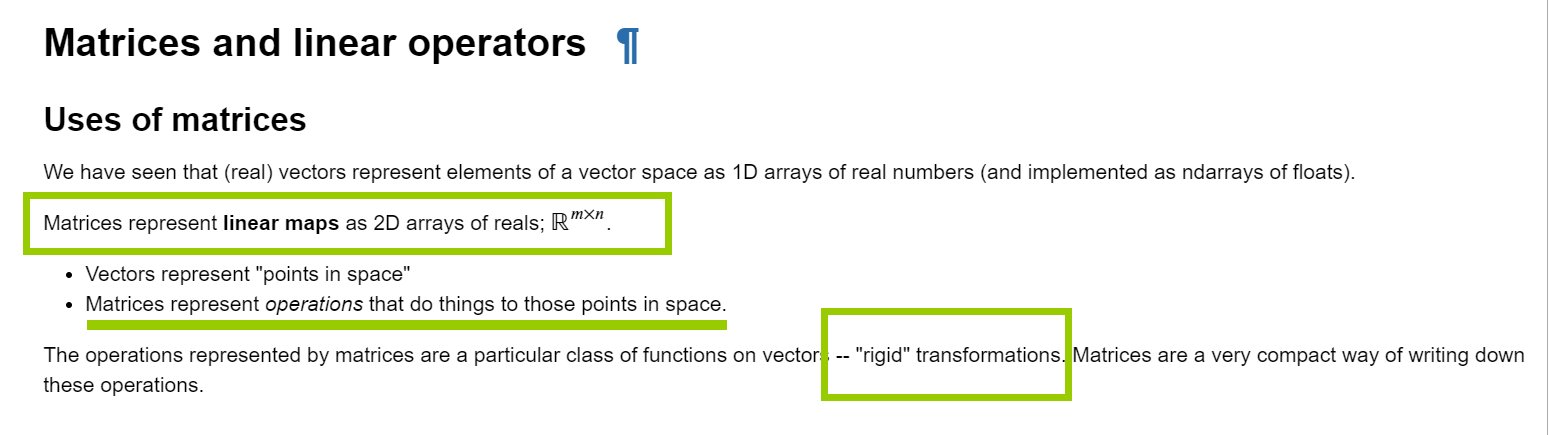 Matrices and linear operators ¶
Uses of matrices
We have seen that (real) vectors represent elements of a vector space as 1D arrays of real numbers (and implemented as ndarrays of floats).
Matrices represent linear maps as 2D arrays of reals; ℝᵐ×ⁿ.
• Vectors represent "points in space"
• Matrices represent operations that do things to those points in space.
The operations represented by matrices are a particular class of functions on vectors -- "rigid" transformations. Matrices are a very compact way of writing down
these operations.